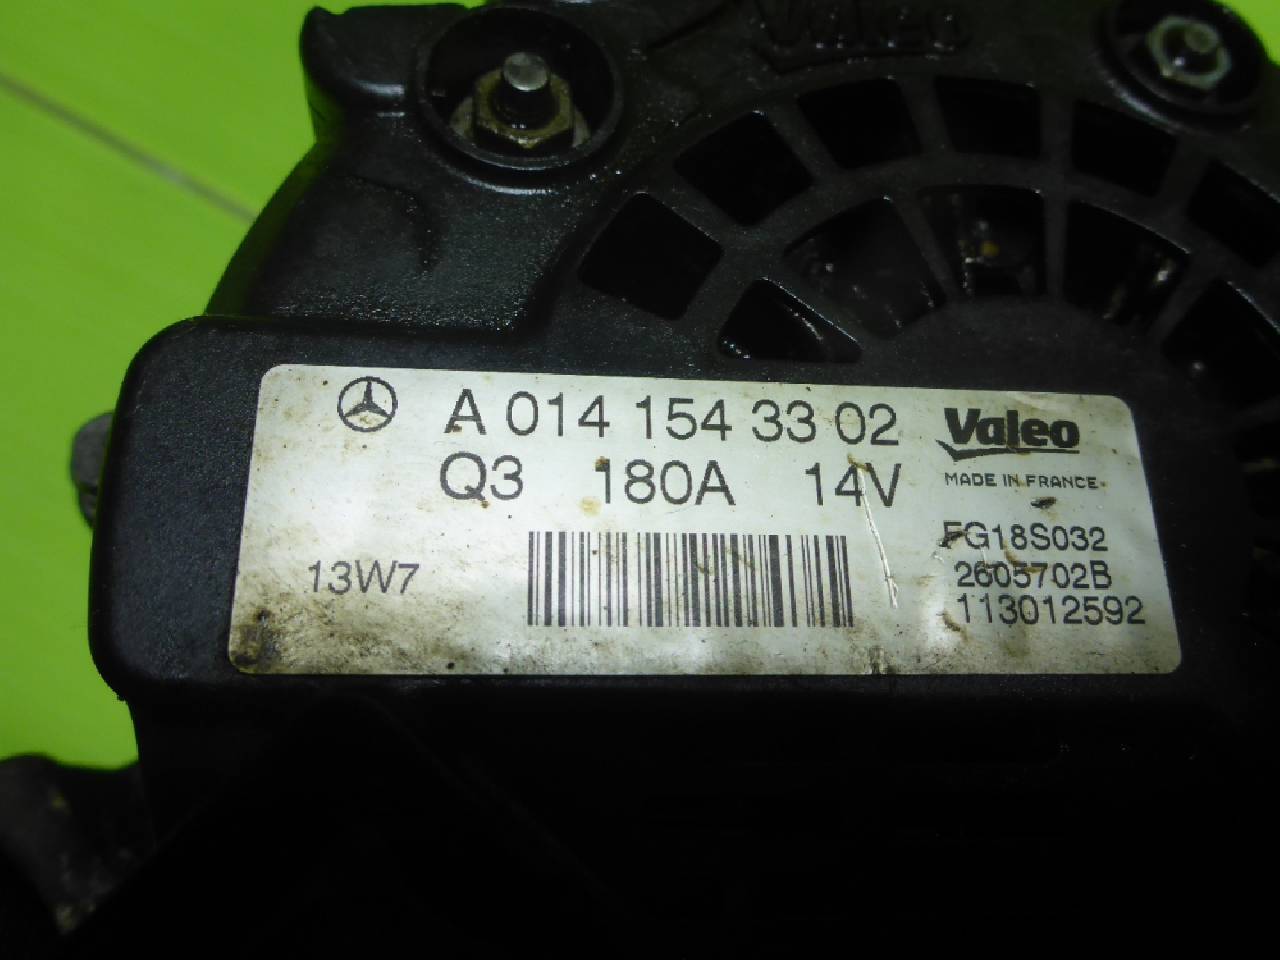 Valeo
A 014 154 33 02
Valeo
Q3 180A 14V
MADE IN FRANCE
FG18S032
13W7
2605702B
113012592